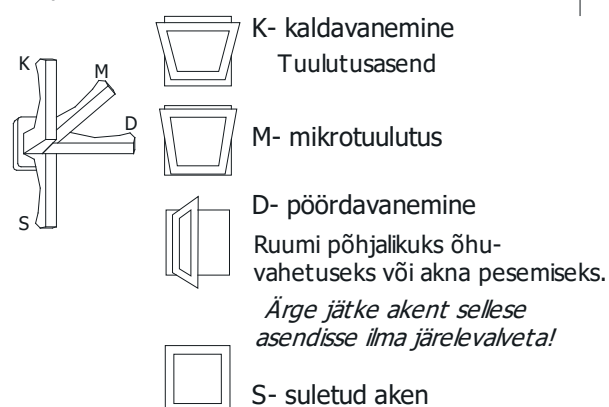 K- kaldavanemine
Tuulutusasend
K
M
D
S
M- mikrotuulutus
D- pöördavanemine
Ruumi põhjalikuks õhu-
vahetuseks või akna pesemiseks.
Ärge jätke akent sellese
asendisse ilma järelevalveta!
S- suletud aken